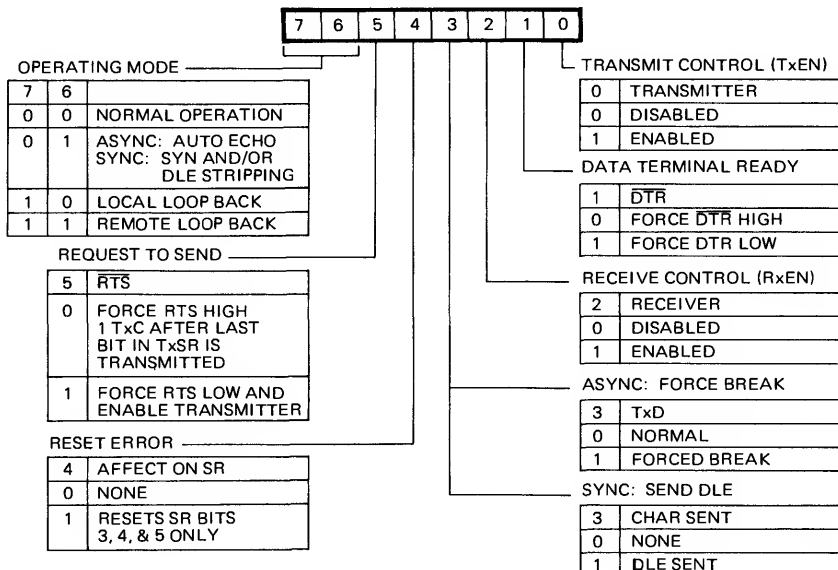 7 6 5 4 3 2 1 0
OPERATING MODE
7 6
0 0 NORMAL OPERATION
0 1 ASYNC: AUTO ECHO
SYNC: SYN AND/OR
DLE STRIPPING
1 0 LOCAL LOOP BACK
1 1 REMOTE LOOP BACK
REQUEST TO SEND
5 R̅T̅S̅
0 FORCE RTS HIGH
1 TxC AFTER LAST
BIT IN TxSR IS
TRANSMITTED
1 FORCE RTS LOW AND
ENABLE TRANSMITTER
RESET ERROR
4 AFFECT ON SR
0 NONE
1 RESETS SR BITS
3, 4, & 5 ONLY
TRANSMIT CONTROL (TxEN)
0 TRANSMITTER
0 DISABLED
1 ENABLED
DATA TERMINAL READY
1 D̅T̅R̅
0 FORCE D̅T̅R̅ HIGH
1 FORCE DTR LOW
RECEIVE CONTROL (RxEN)
2 RECEIVER
0 DISABLED
1 ENABLED
ASYNC: FORCE BREAK
3 TxD
0 NORMAL
1 FORCED BREAK
SYNC: SEND DLE
3 CHAR SENT
0 NONE
1 DLE SENT